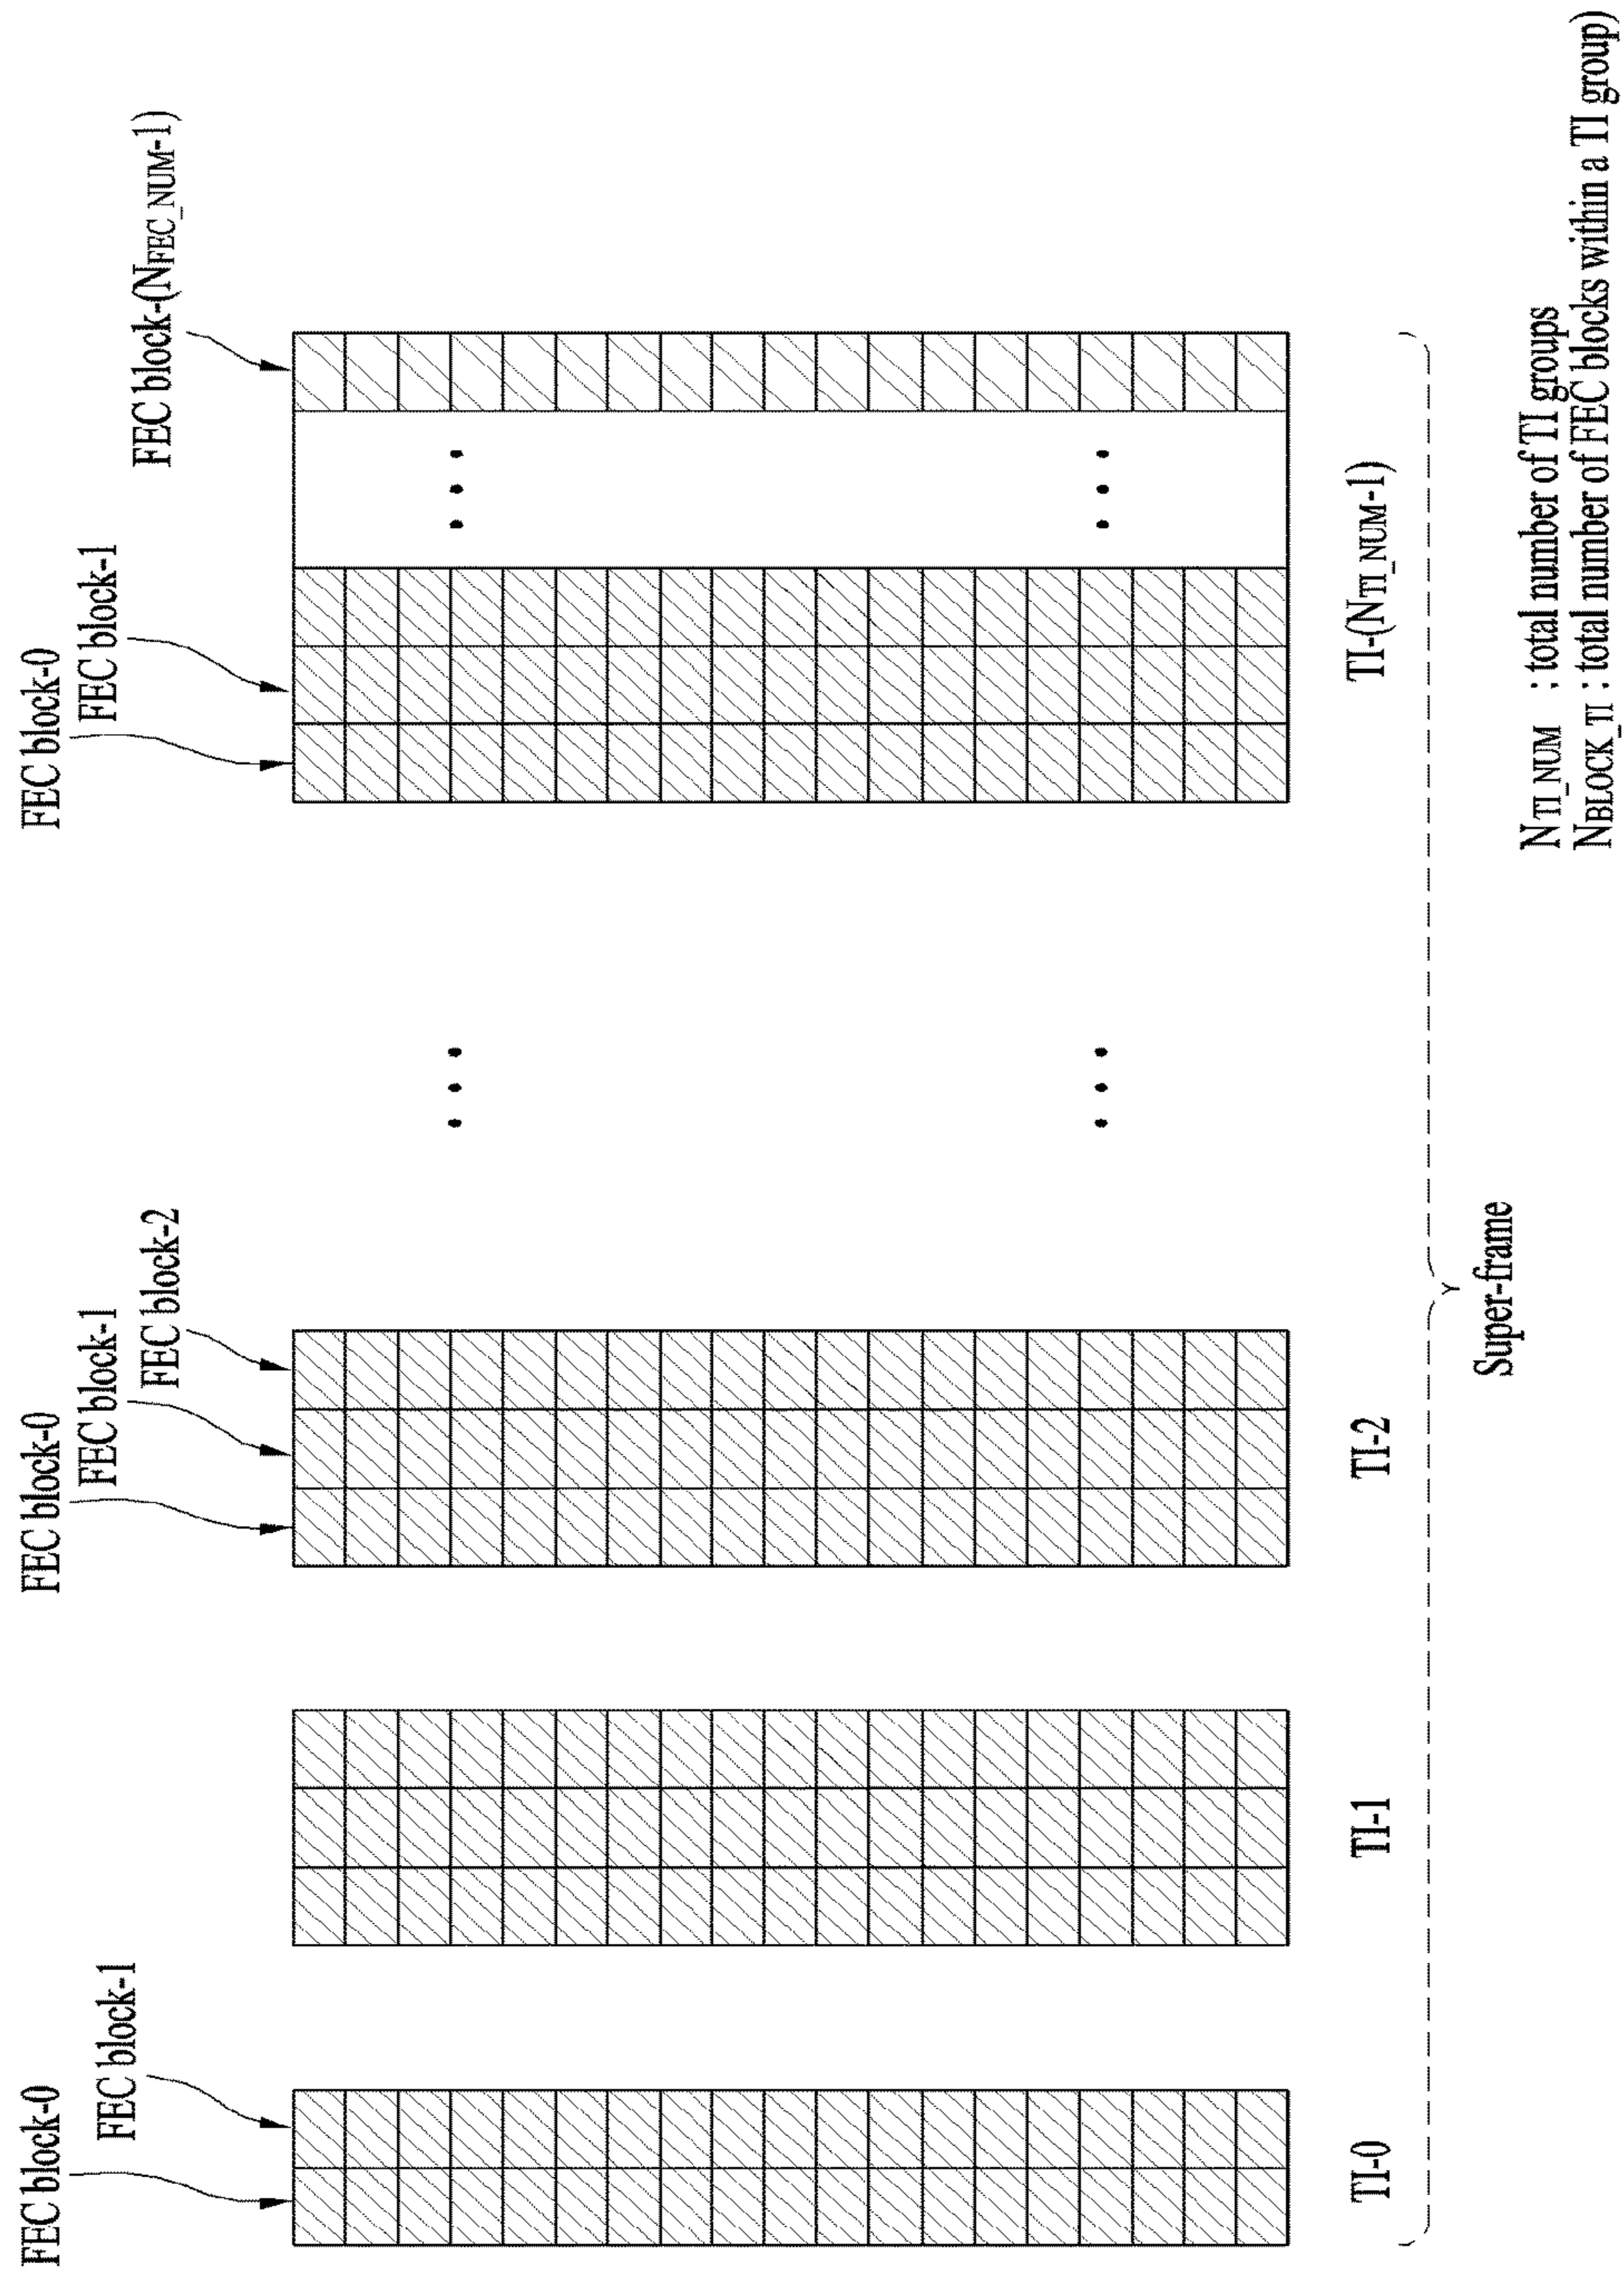 FEC block-0
FEC block-1
FEC block-0
FEC block-1
FEC block-2
FEC block-0
FEC block-1
FEC block-(NFEC_NUM-1)
TI-0
TI-1
TI-2
TI-(NTI_NUM-1)
Super-frame
NTI_NUM : total number of TI groups
NBLOCK_TI : total number of FEC blocks within a TI group)